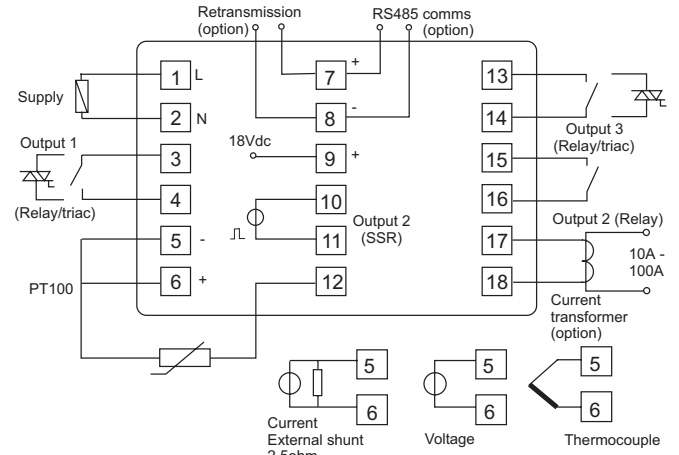 Retransmission
(option)
RS485 comms
(option)
1 L
2 N
Supply
Output 1
3
4
(Relay/triac)
5 -
6 +
PT100
7 +
8 -
18Vdc
9 +
10
11
Output 2
(SSR)
12
13
14
Output 3
(Relay/triac)
15
16
Output 2 (Relay)
17
18
10A -
100A
Current
transformer
(option)
5
6
Current
External shunt
2.5ohm
5
6
Voltage
5
6
Thermocouple